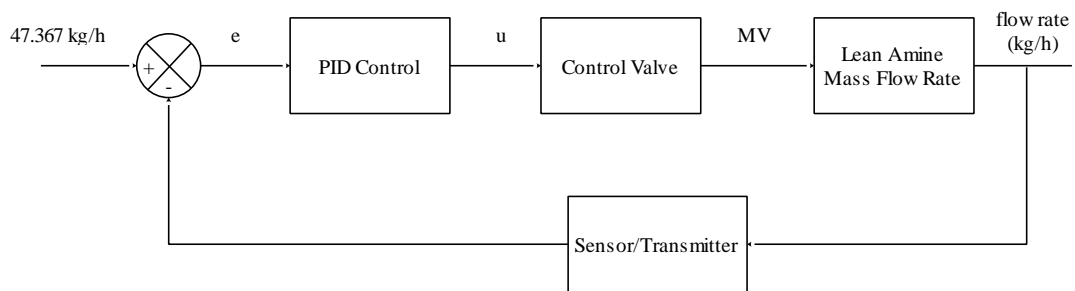 47.367 kg/h
e
u
MV
flow rate
(kg/h)
+
-
PID Control
Control Valve
Lean Amine
Mass Flow Rate
Sensor/Transmitter